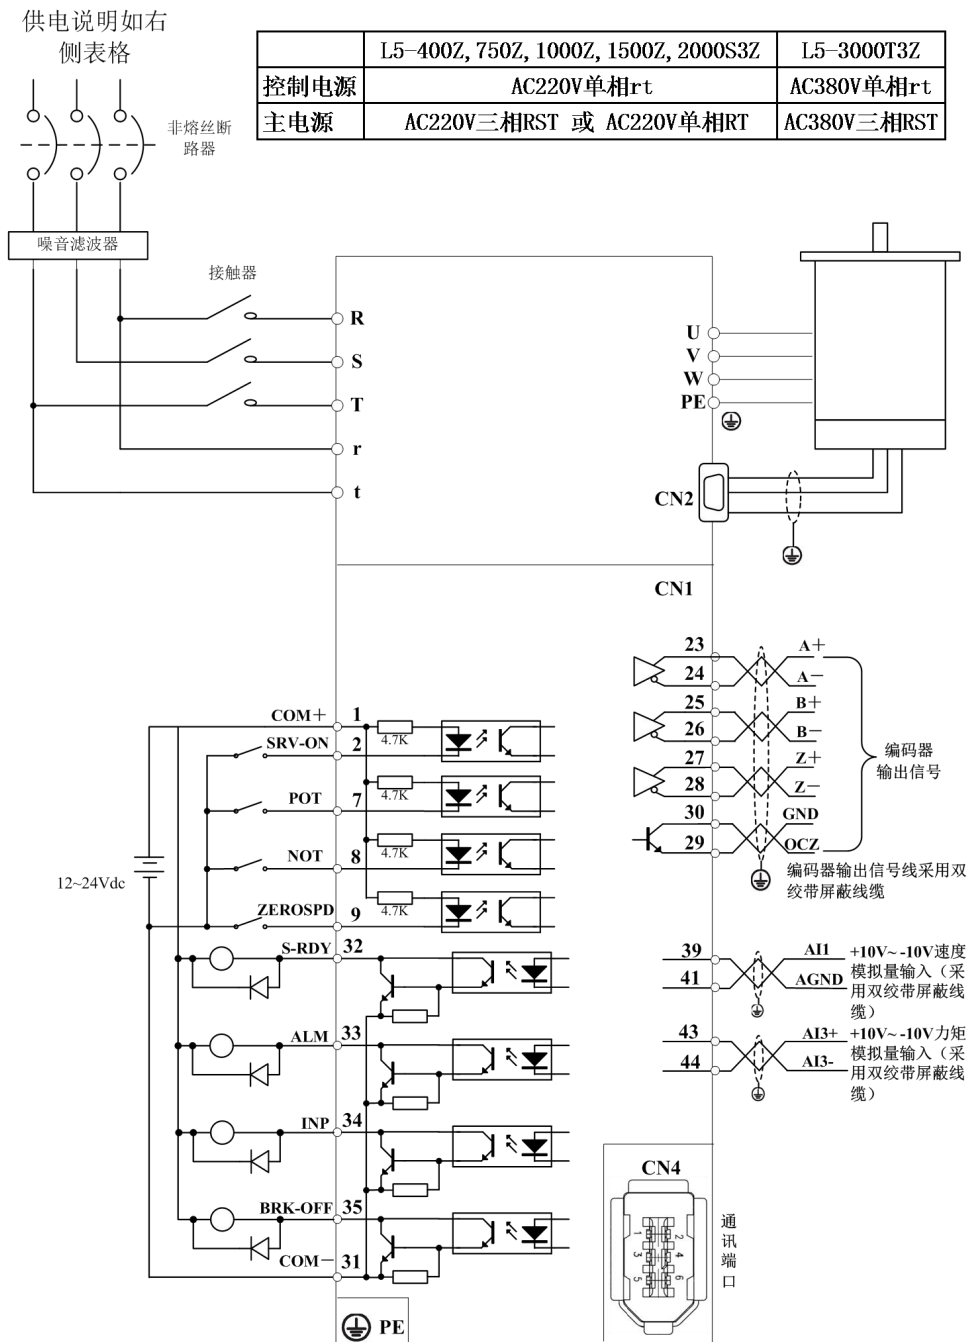 供电说明如右
侧表格
L5-400Z, 750Z, 1000Z, 1500Z, 2000S3Z
L5-3000T3Z
控制电源
AC220V单相rt
AC380V单相rt
主电源
AC220V三相RST 或 AC220V单相RT
AC380V三相RST
非熔丝断
路器
噪音滤波器
接触器
R
S
T
r
t
U
V
W
PE
CN2
CN1
23
A+
24
A−
25
B+
26
B−
27
Z+
28
Z−
30
GND
29
OCZ
编码器
输出信号
编码器输出信号线采用双
绞带屏蔽线缆
COM+
1
4.7K
SRV-ON
2
POT
7
4.7K
NOT
8
4.7K
12~24Vdc
ZEROSPD
9
4.7K
S-RDY
32
ALM
33
INP
34
BRK-OFF
35
COM−
31
39
AI1
41
AGND
+10V~ -10V速度
模拟量输入（采
用双绞带屏蔽线
缆）
43
AI3+
44
AI3-
+10V~ -10V力矩
模拟量输入（采
用双绞带屏蔽线
缆）
CN4
1
2
3
4
5
6
通讯端口
PE